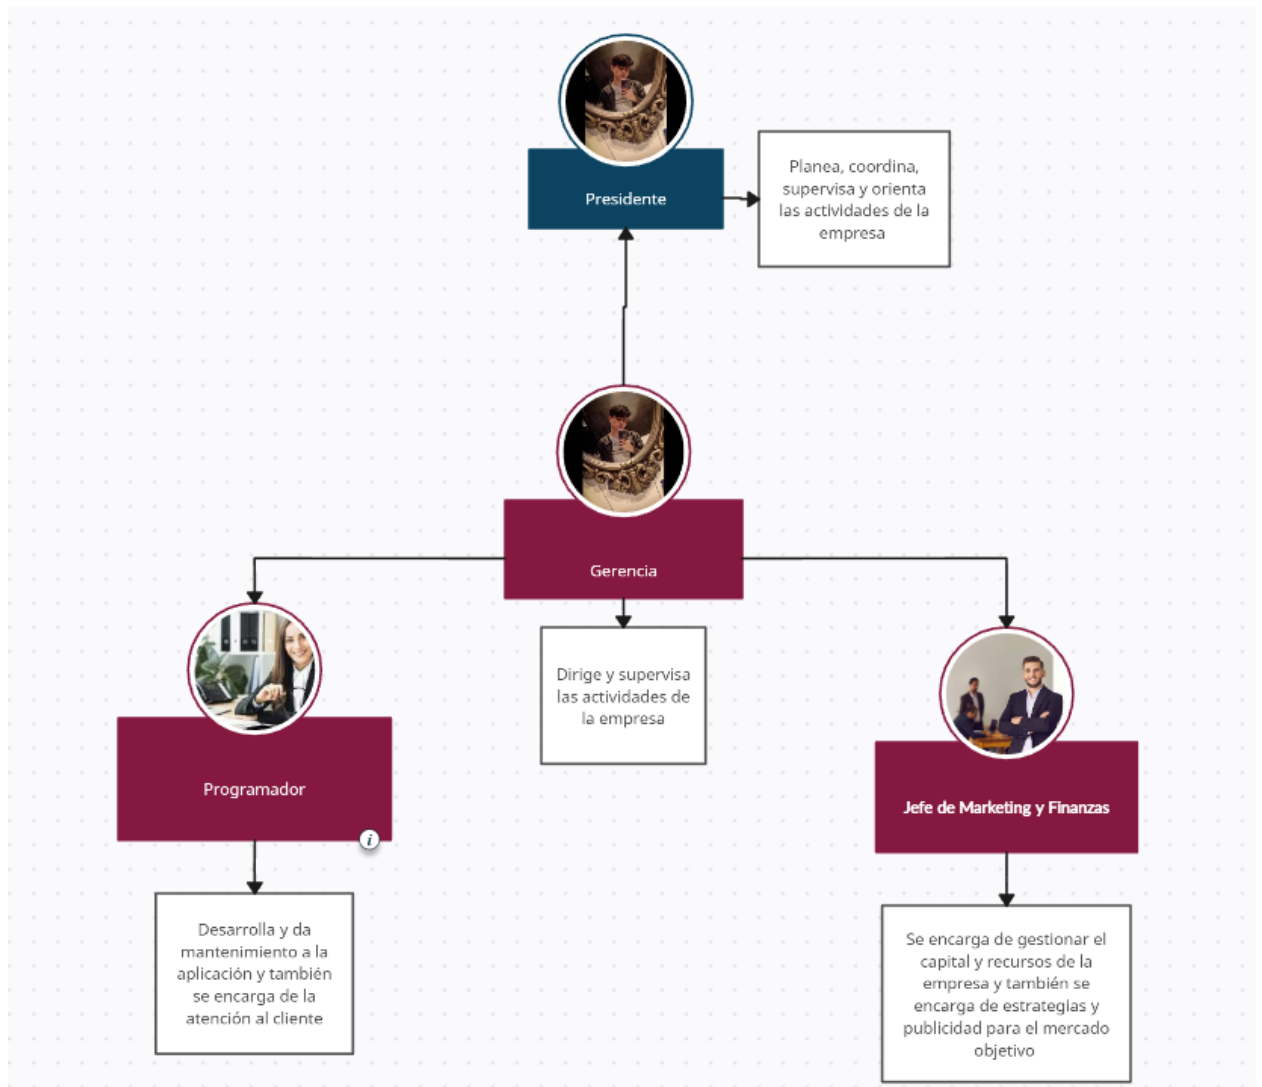 Presidente
Planea, coordina,
supervisa y orienta
las actividades de la
empresa
Gerencia
Dirige y supervisa
las actividades de
la empresa
Programador
i
Desarrolla y da
mantenimiento a la
aplicación y también
se encarga de la
atención al cliente
Jefe de Marketing y Finanzas
Se encarga de gestionar el
capital y recursos de la
empresa y también se
encarga de estrategias y
publicidad para el mercado
objetivo